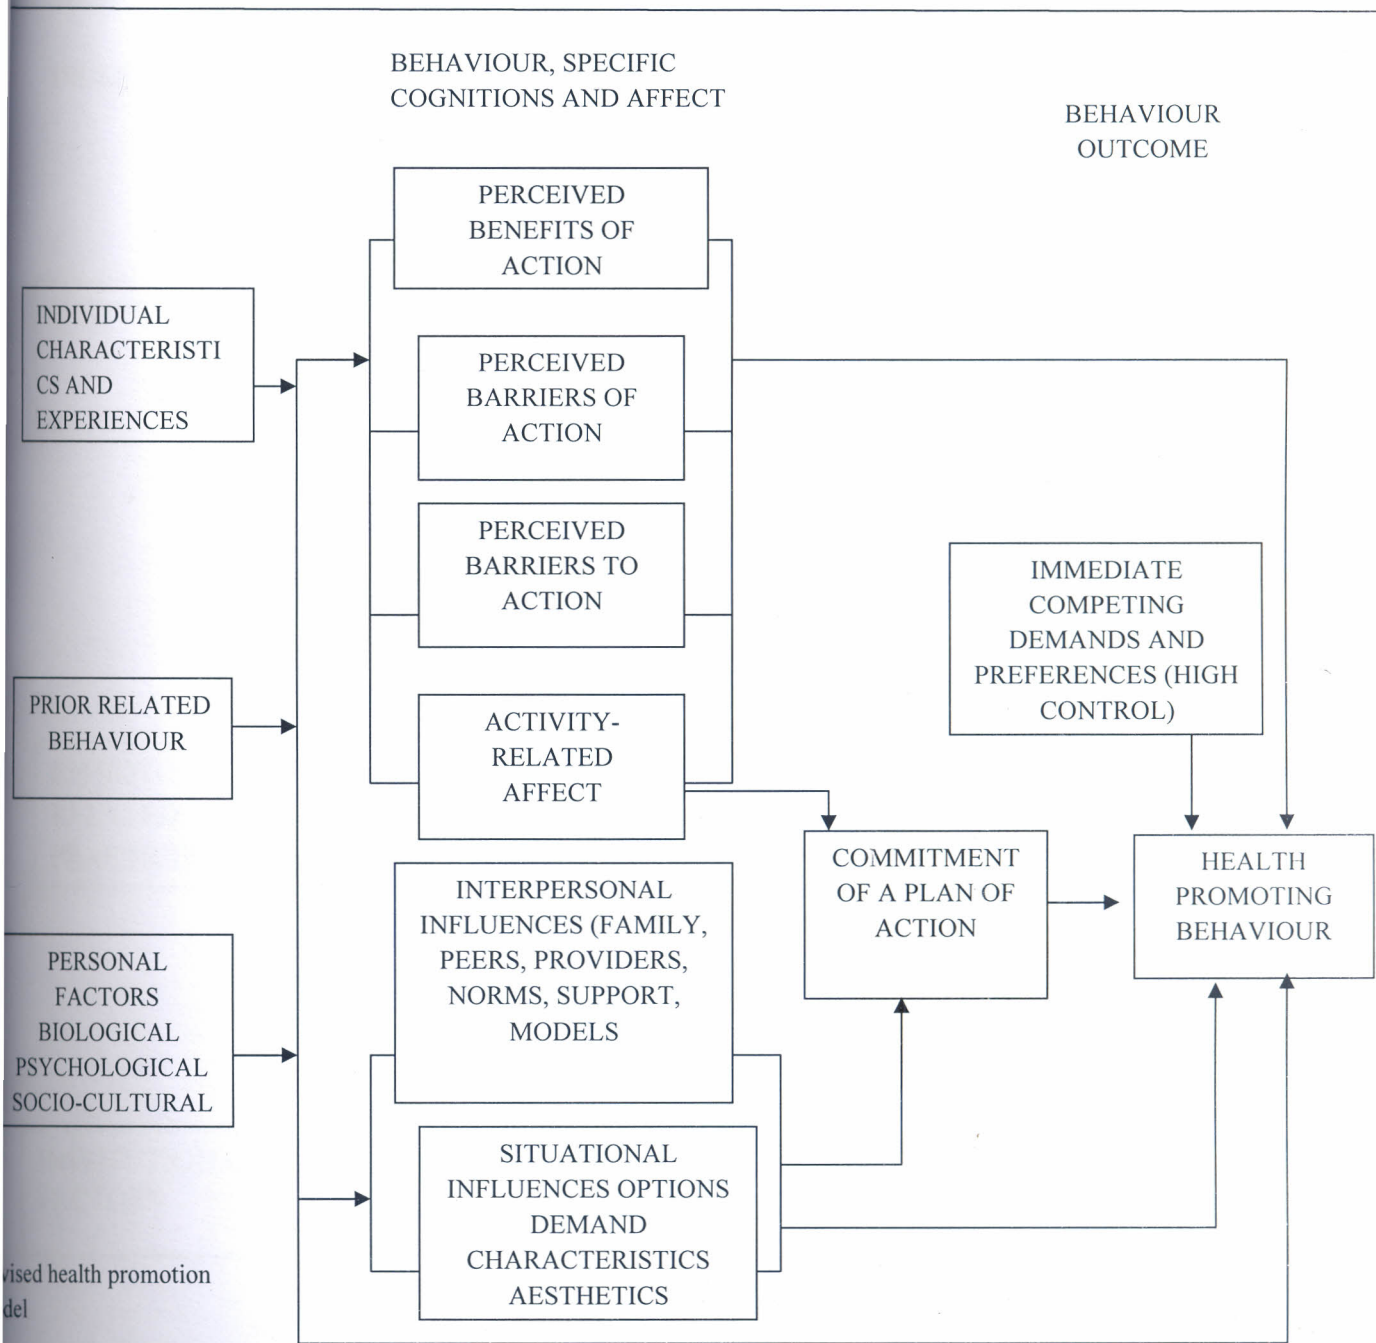 BEHAVIOUR, SPECIFIC
COGNITIONS AND AFFECT
BEHAVIOUR
OUTCOME
PERCEIVED
BENEFITS OF
ACTION
INDIVIDUAL
CHARACTERISTI
CS AND
EXPERIENCES
PERCEIVED
BARRIERS OF
ACTION
PERCEIVED
BARRIERS TO
ACTION
IMMEDIATE
COMPETING
DEMANDS AND
PREFERENCES (HIGH
CONTROL)
PRIOR RELATED
BEHAVIOUR
ACTIVITY-
RELATED
AFFECT
COMMITMENT
OF A PLAN OF
ACTION
HEALTH
PROMOTING
BEHAVIOUR
INTERPERSONAL
INFLUENCES (FAMILY,
PEERS, PROVIDERS,
NORMS, SUPPORT,
MODELS
PERSONAL
FACTORS
BIOLOGICAL
PSYCHOLOGICAL
SOCIO-CULTURAL
SITUATIONAL
INFLUENCES OPTIONS
DEMAND
CHARACTERISTICS
AESTHETICS
vised health promotion
del